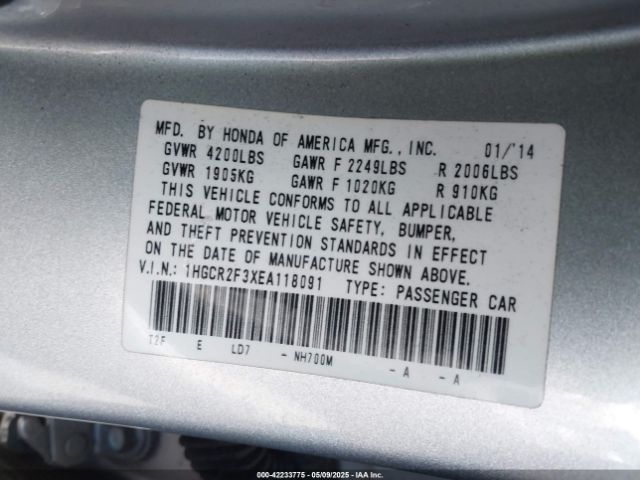 MFD. BY HONDA OF AMERICA MFG., INC. 01/'14
GVWR 4200LBS GAWR F 2249LBS R 2006LBS
GVWR 1905KG GAWR F 1020KG R 910KG
THIS VEHICLE CONFORMS TO ALL APPLICABLE
FEDERAL MOTOR VEHICLE SAFETY, BUMPER,
AND THEFT PREVENTION STANDARDS IN EFFECT
ON THE DATE OF MANUFACTURE SHOWN ABOVE.
V.I.N.: 1HGCR2F3XEA118091 TYPE: PASSENGER CAR
T2F E LD7 - NH700M - A - A
000-42233775 - 05/09/2025 - IAA Inc.